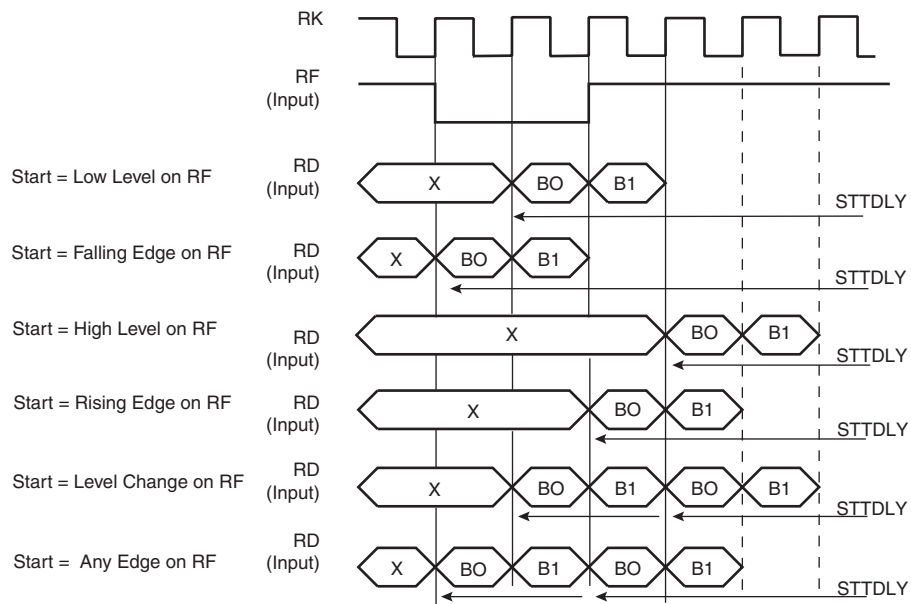 RK
RF
(Input)
Start = Low Level on RF
RD
(Input)
X
BO
B1
STTDLY
Start = Falling Edge on RF
RD
(Input)
X
BO
B1
STTDLY
Start = High Level on RF
RD
(Input)
X
BO
B1
STTDLY
Start = Rising Edge on RF
RD
(Input)
X
BO
B1
STTDLY
Start = Level Change on RF
RD
(Input)
X
BO
B1
BO
B1
STTDLY
Start = Any Edge on RF
RD
(Input)
X
BO
B1
BO
B1
STTDLY